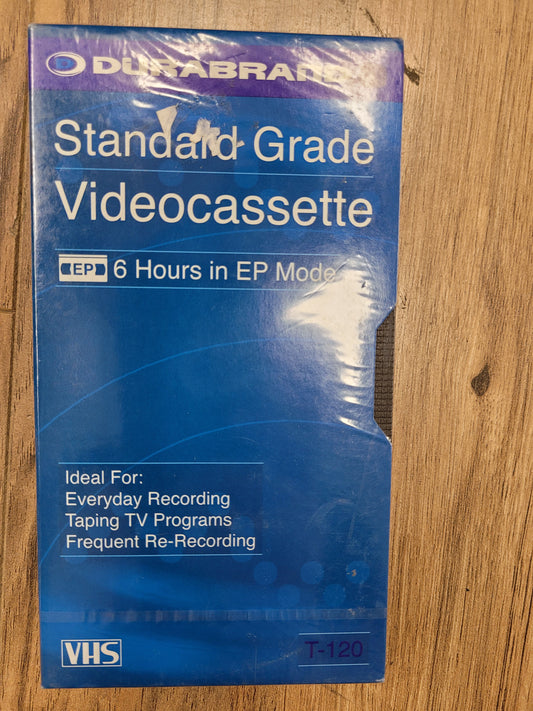 DURABRAND
Standard Grade
Videocassette
EP 6 Hours in EP Mode
Ideal For:
Everyday Recording
Taping TV Programs
Frequent Re-Recording
VHS
T-120